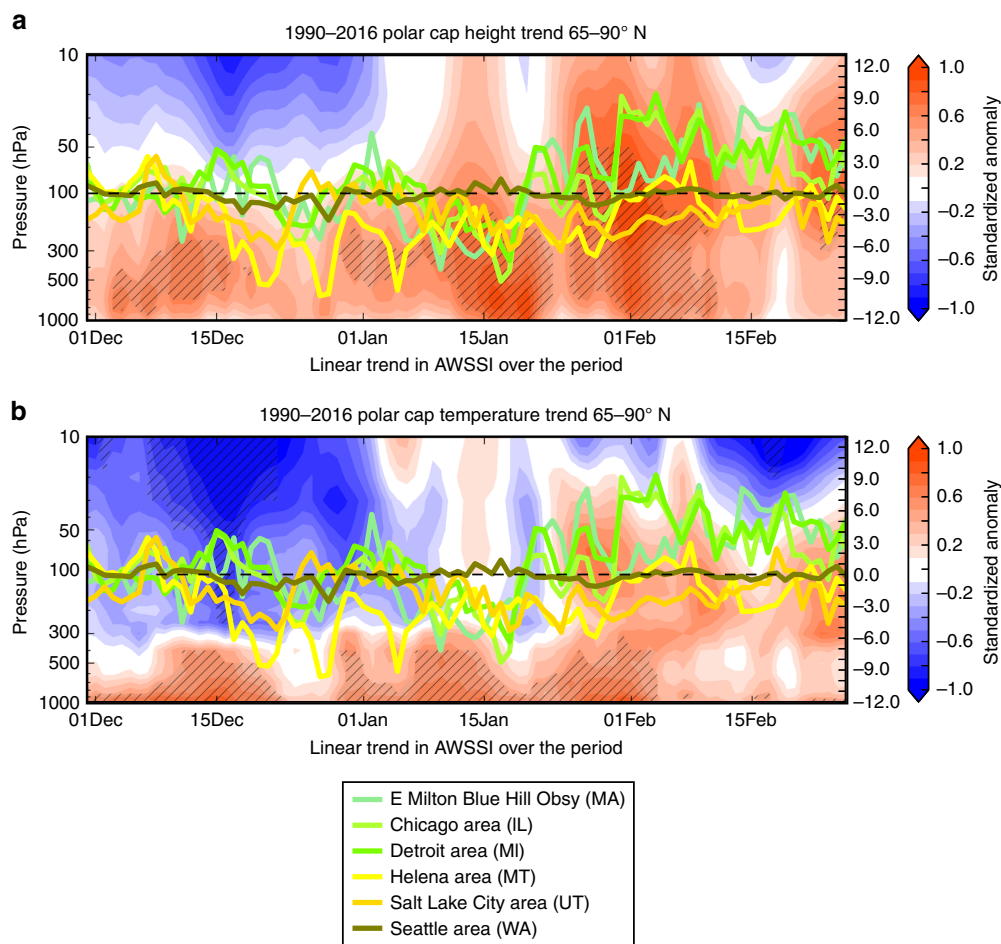 a
1990–2016 polar cap height trend 65–90° N
10
50
100
300
500
1000
Pressure (hPa)
01Dec 15Dec 01Jan 15Jan 01Feb 15Feb
Linear trend in AWSSI over the period
12.0
9.0
6.0
3.0
0.0
−3.0
−6.0
−9.0
−12.0
1.0
0.6
0.2
−0.2
−0.6
−1.0
Standardized anomaly
b
1990–2016 polar cap temperature trend 65–90° N
10
50
100
300
500
1000
Pressure (hPa)
01Dec 15Dec 01Jan 15Jan 01Feb 15Feb
Linear trend in AWSSI over the period
12.0
9.0
6.0
3.0
0.0
−3.0
−6.0
−9.0
−12.0
1.0
0.6
0.2
−0.2
−0.6
−1.0
Standardized anomaly
E Milton Blue Hill Obsy (MA)
Chicago area (IL)
Detroit area (MI)
Helena area (MT)
Salt Lake City area (UT)
Seattle area (WA)